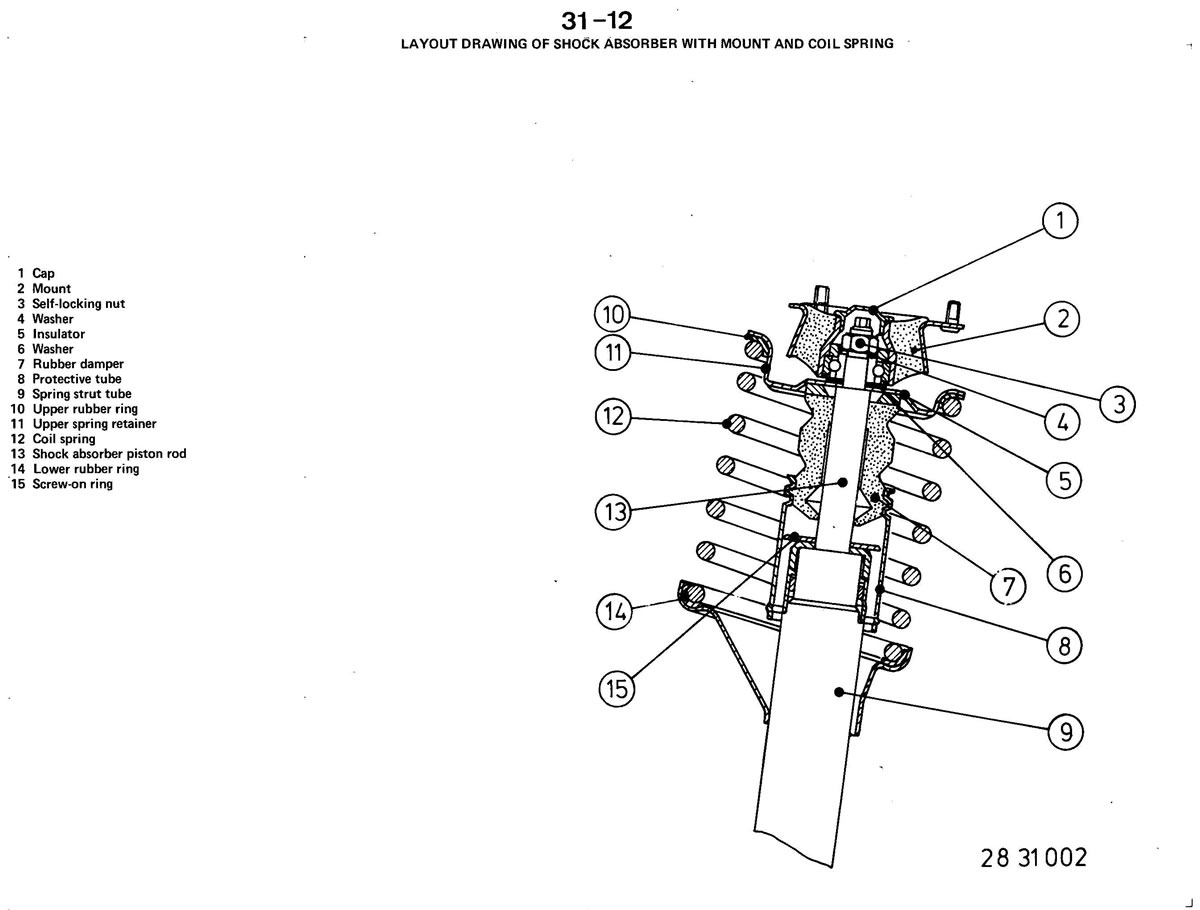 31-12
LAYOUT DRAWING OF SHOCK ABSORBER WITH MOUNT AND COIL SPRING
1 Cap
2 Mount
3 Self-locking nut
4 Washer
5 Insulator
6 Washer
7 Rubber damper
8 Protective tube
9 Spring strut tube
10 Upper rubber ring
11 Upper spring retainer
12 Coil spring
13 Shock absorber piston rod
14 Lower rubber ring
15 Screw-on ring
1
10
2
11
3
12
4
5
13
6
7
14
8
15
9
28 31 002